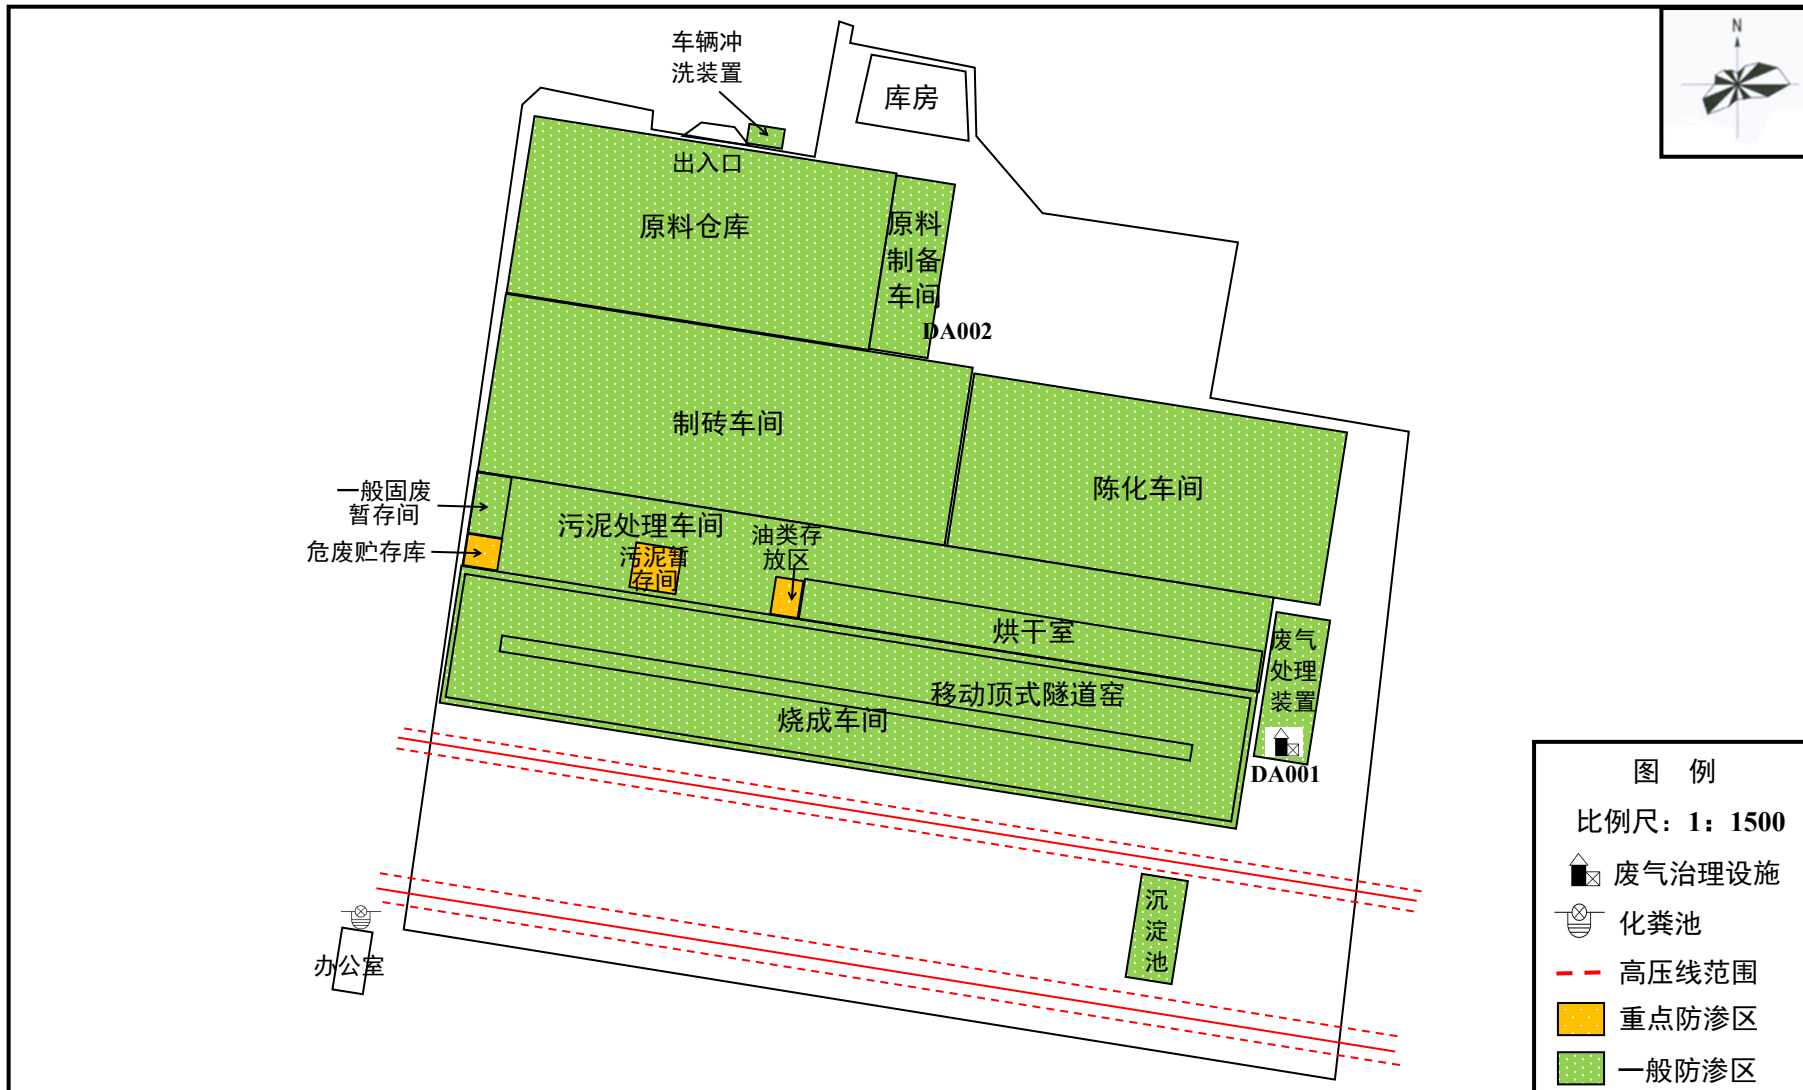 车辆冲
洗装置
库房
N
出入口
原料仓库
原料
制备
车间
DA002
制砖车间
陈化车间
一般固废
暂存间
危废贮存库
污泥处理车间
污泥暂
存间
油类存
放区
烘干室
废气
处理
装置
DA001
移动顶式隧道窑
烧成车间
沉
淀
池
办公室
图 例
比例尺：1：1500
废气治理设施
化粪池
高压线范围
重点防渗区
一般防渗区